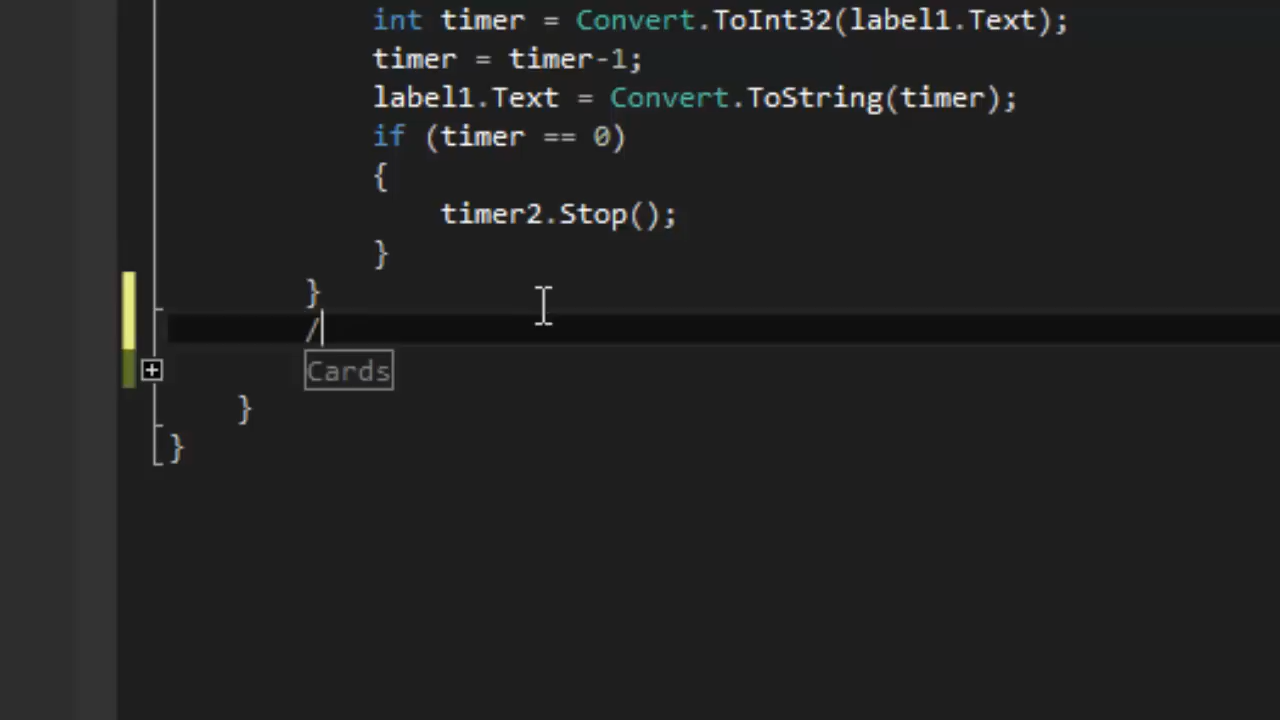 int timer = Convert.ToInt32(label1.Text);
timer = timer-1;
label1.Text = Convert.ToString(timer);
if (timer == 0)
{
timer2.Stop();
}
}
/
Cards
}
}